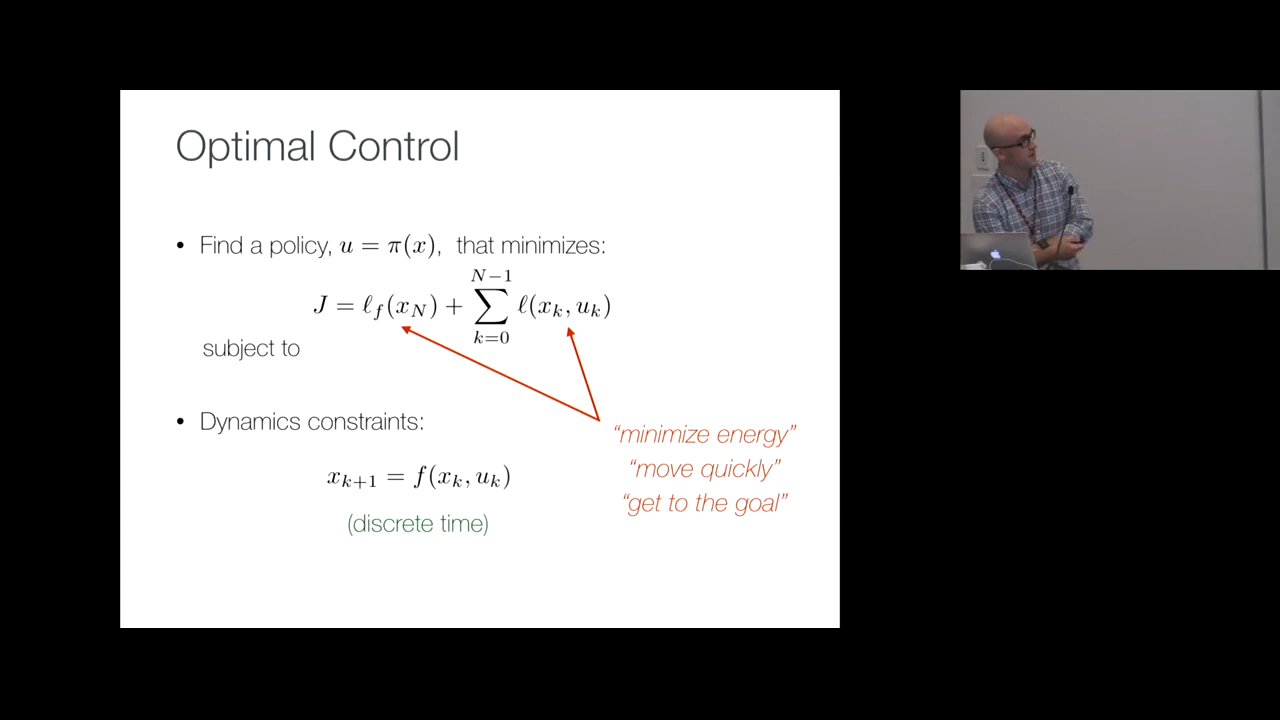 Optimal Control
• Find a policy, u = π(x), that minimizes:
J = ℓ_f(x_N) + ∑_{k=0}^{N−1} ℓ(x_k, u_k)
subject to
• Dynamics constraints:
x_{k+1} = f(x_k, u_k)
(discrete time)
“minimize energy”
“move quickly”
“get to the goal”